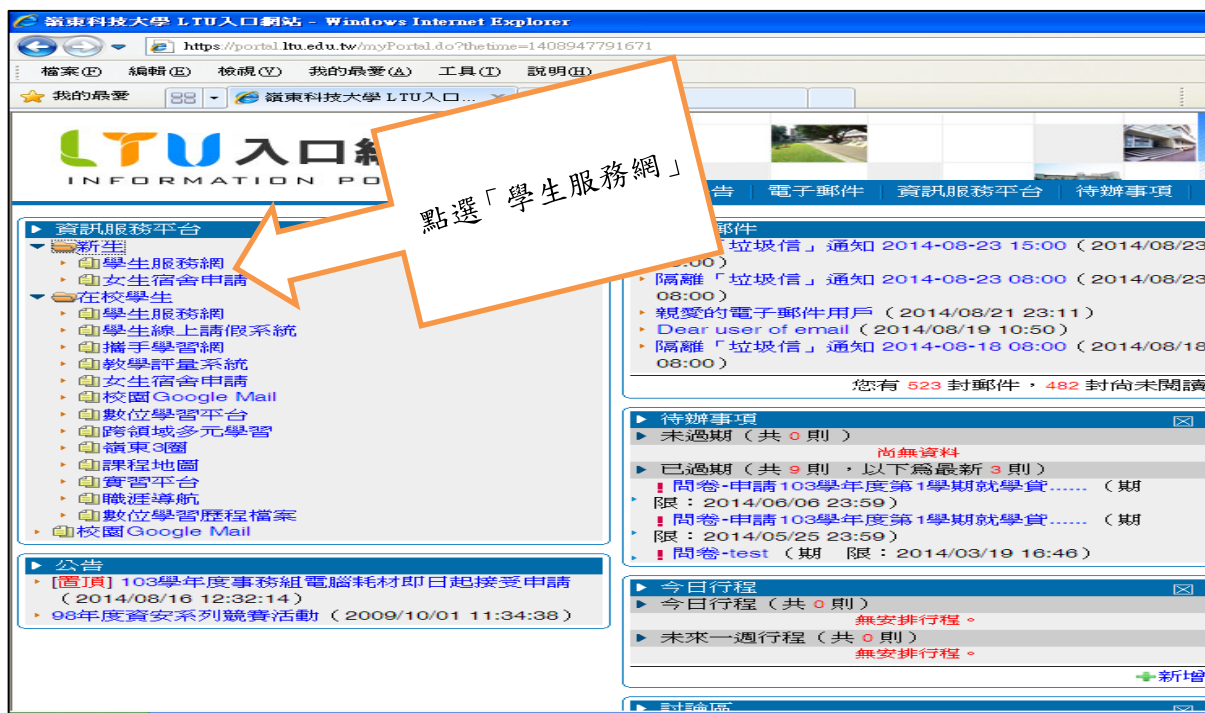 嶺東科技大學 LTU入口網站 - Windows Internet Explorer
https://portal.ltu.edu.tw/myPortal.do?thetime=1408947791671
檔案(F) 編輯(E) 檢視(V) 我的最愛(A) 工具(T) 說明(H)
我的最愛 嶺東科技大學 LTU入口...
LTU入口
INFORMATION PO
點選「學生服務網」
告 電子郵件 資訊服務平台 待辦事項
資訊服務平台
新生
學生服務網
女生宿舍申請
在校學生
學生服務網
學生線上請假系統
攜手學習網
教學評量系統
女生宿舍申請
校園Google Mail
數位學習平台
跨領域多元學習
嶺東3圈
課程地圖
實習平台
職涯導航
數位學習歷程檔案
校園Google Mail
公告
[置頂] 103學年度事務組電腦耗材即日起接受申請
(2014/08/16 12:32:14)
98年度資安系列競賽活動 (2009/10/01 11:34:38)
郵件
「垃圾信」通知 2014-08-23 15:00 (2014/08/23
:00)
隔離「垃圾信」通知 2014-08-23 08:00 (2014/08/23
08:00)
親愛的電子郵件用戶 (2014/08/21 23:11)
Dear user of email (2014/08/19 10:50)
隔離「垃圾信」通知 2014-08-18 08:00 (2014/08/18
08:00)
您有 523 封郵件,482 封尚未閱讀
待辦事項
未過期(共 0 則)
尚無資料
已過期(共 9 則,以下為最新 3 則)
!問卷-申請103學年度第1學期就學貸...... (期
限:2014/06/06 23:59)
!問卷-申請103學年度第1學期就學貸...... (期
限:2014/05/25 23:59)
!問卷-test (期 限:2014/03/19 16:46)
今日行程
今日行程(共 0 則)
無安排行程。
未來一週行程(共 0 則)
無安排行程。
新增
討論區